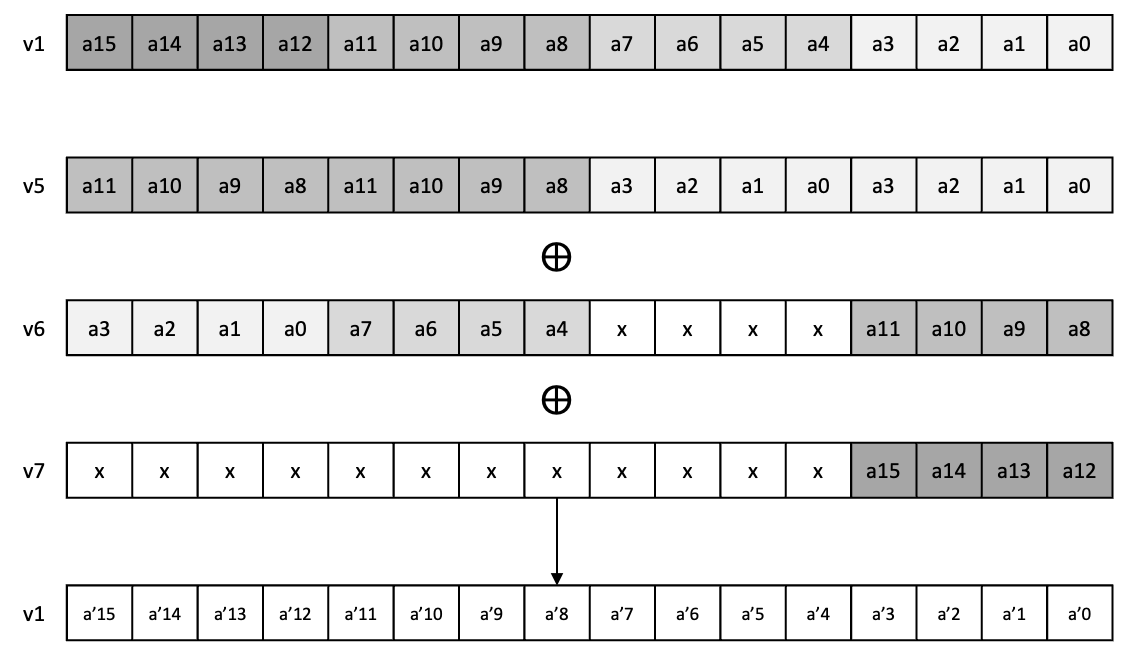 v1 a15 a14 a13 a12 a11 a10 a9 a8 a7 a6 a5 a4 a3 a2 a1 a0
v5 a11 a10 a9 a8 a11 a10 a9 a8 a3 a2 a1 a0 a3 a2 a1 a0
⊕
v6 a3 a2 a1 a0 a7 a6 a5 a4 x x x x a11 a10 a9 a8
⊕
v7 x x x x x x x x x x x x a15 a14 a13 a12
v1 a’15 a’14 a’13 a’12 a’11 a’10 a’9 a’8 a’7 a’6 a’5 a’4 a’3 a’2 a’1 a’0